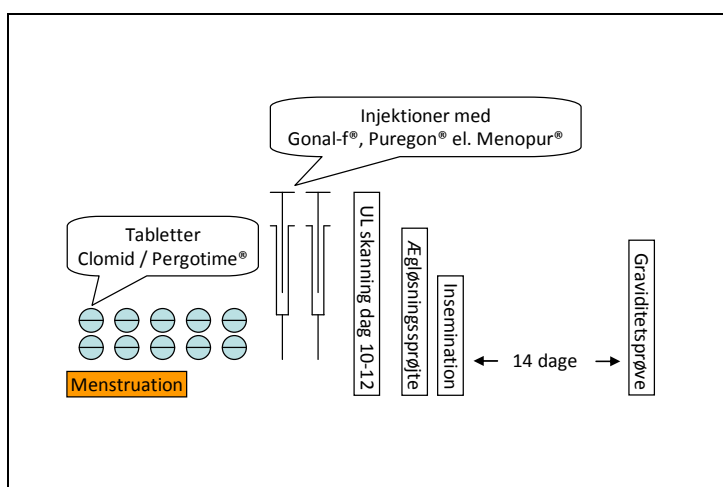 Injektioner med
Gonal-f®, Puregon® el. Menopur®
Tabletter
Clomid / Pergotime®
Menstruation
UL skanning dag 10-12
Ægløsningssprøjte
Insemination
14 dage
Graviditetsprøve